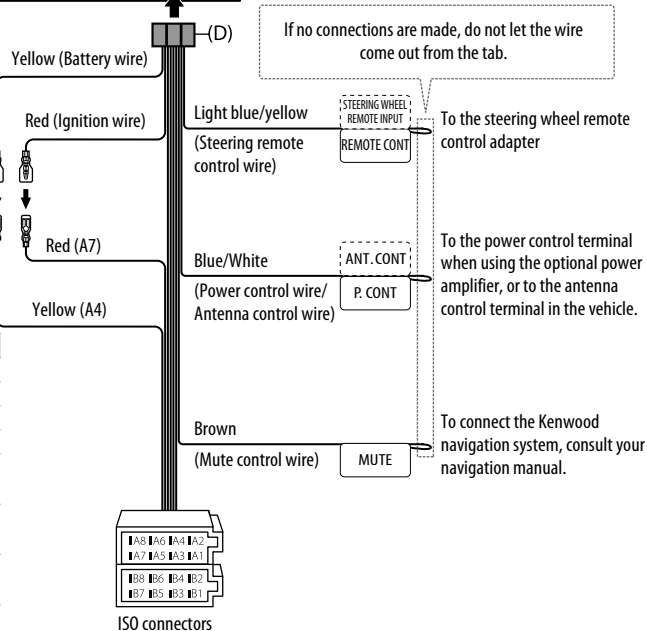 (D)
If no connections are made, do not let the wire
come out from the tab.
Yellow (Battery wire)
Red (Ignition wire)
Light blue/yellow
(Steering remote
control wire)
STEERING WHEEL
REMOTE INPUT
REMOTE CONT
To the steering wheel remote
control adapter
Red (A7)
Yellow (A4)
Blue/White
(Power control wire/
Antenna control wire)
ANT. CONT
P. CONT
To the power control terminal
when using the optional power
amplifier, or to the antenna
control terminal in the vehicle.
Brown
(Mute control wire)
MUTE
To connect the Kenwood
navigation system, consult your
navigation manual.
A8 A6 A4 A2
A7 A5 A3 A1
B8 B6 B4 B2
B7 B5 B3 B1
ISO connectors